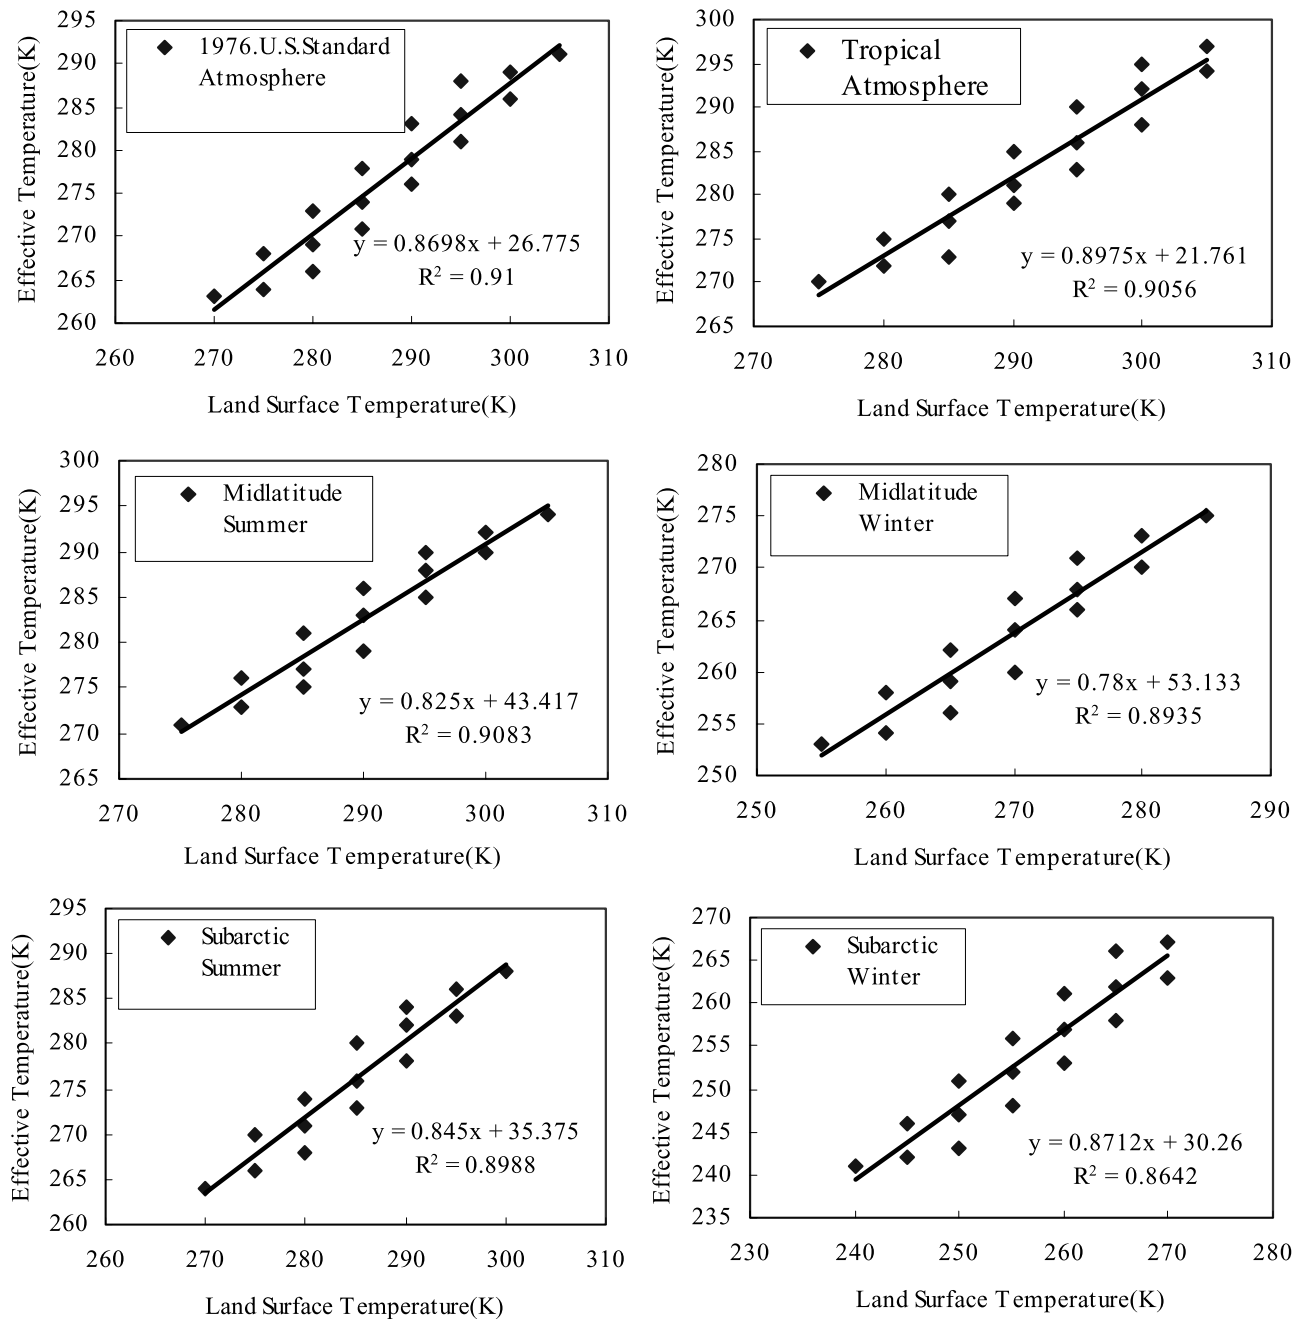 295
290
285
280
275
270
265
260
Effective Temperature(K)
1976.U.S.Standard
Atmosphere
y = 0.8698x + 26.775
R² = 0.91
260 270 280 290 300 310
Land Surface Temperature(K)
300
295
290
285
280
275
270
265
Effective Temperature(K)
Tropical
Atmosphere
y = 0.8975x + 21.761
R² = 0.9056
270 280 290 300 310
Land Surface Temperature(K)
300
295
290
285
280
275
270
265
Effective Temperature(K)
Midlatitude
Summer
y = 0.825x + 43.417
R² = 0.9083
270 280 290 300 310
Land Surface Temperature(K)
280
275
270
265
260
255
250
Effective Temperature(K)
Midlatitude
Winter
y = 0.78x + 53.133
R² = 0.8935
250 260 270 280 290
Land Surface Temperature(K)
295
290
285
280
275
270
265
260
Effective Temperature(K)
Subarctic
Summer
y = 0.845x + 35.375
R² = 0.8988
260 270 280 290 300 310
Land Surface Temperature(K)
270
265
260
255
250
245
240
235
Effective Temperature(K)
Subarctic
Winter
y = 0.8712x + 30.26
R² = 0.8642
230 240 250 260 270 280
Land Surface Temperature(K)